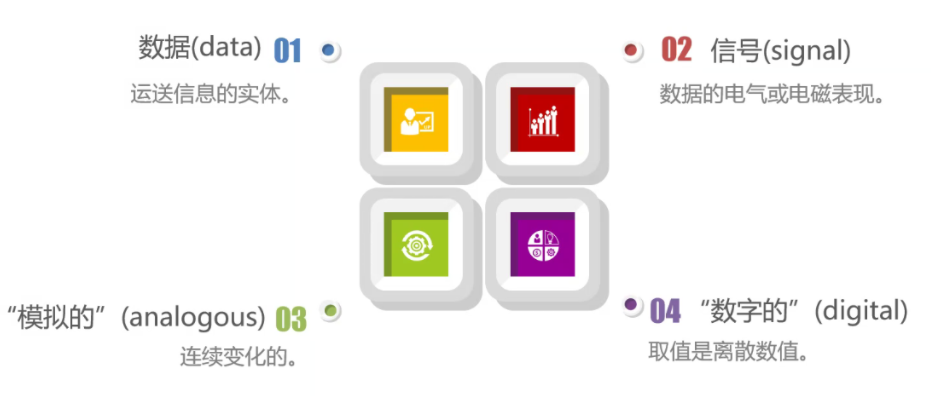 数据(data) 01
运送信息的实体。
02 信号(signal)
数据的电气或电磁表现。
“模拟的”(analogous) 03
连续变化的。
04 “数字的”(digital)
取值是离散数值。